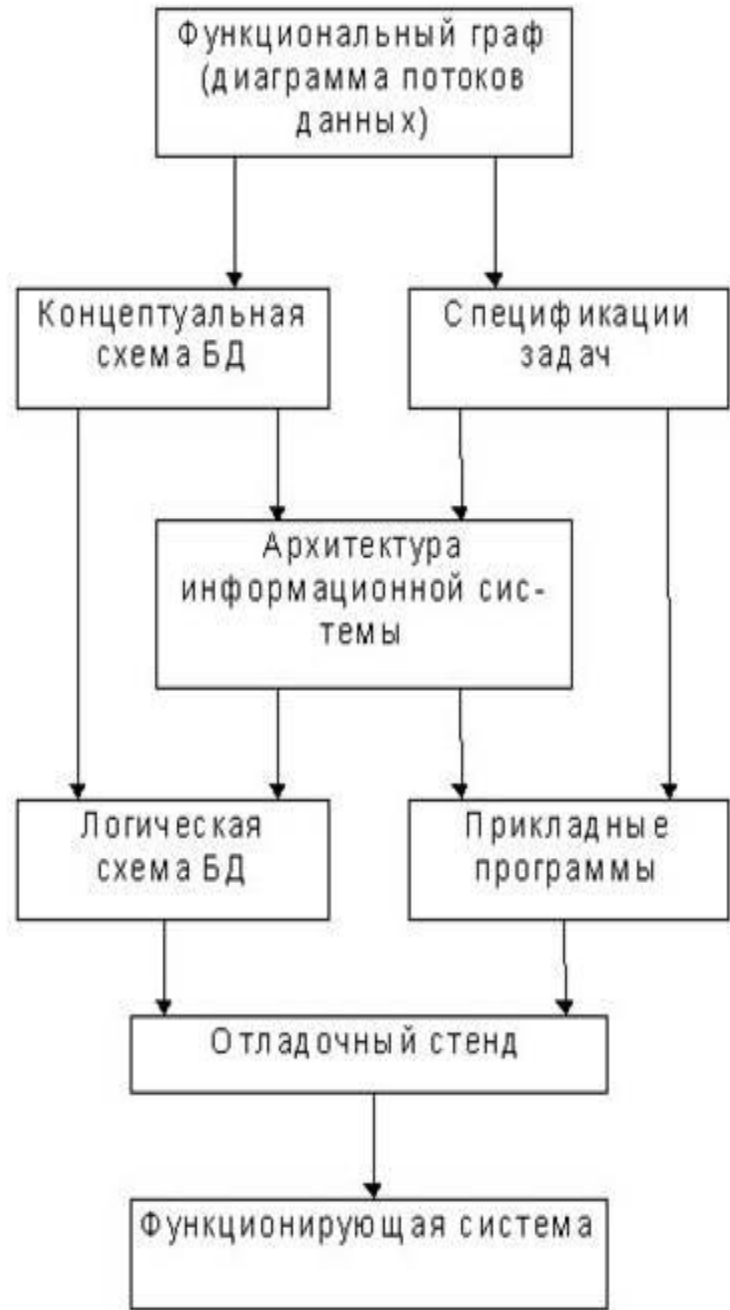 Функциональный граф
(диаграмма потоков
данных)
Концептуальная
схема БД
Спецификации
задач
Архитектура
информационной сис-
темы
Логическая
схема БД
Прикладные
программы
Отладочный стенд
Функционирующая система